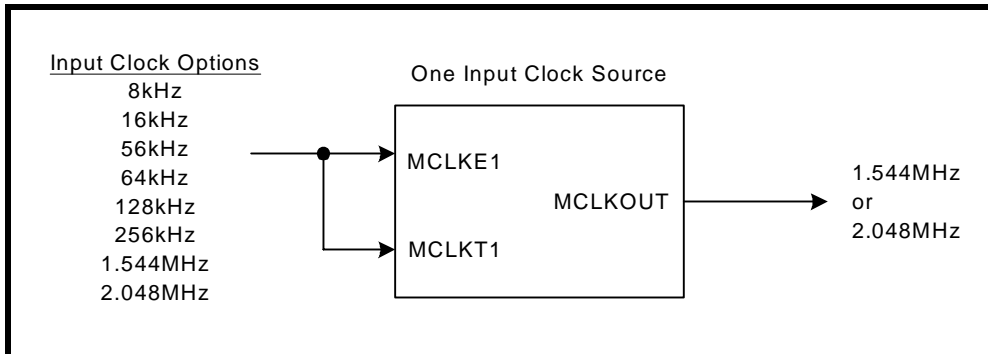 Input Clock Options
8kHz
16kHz
56kHz
64kHz
128kHz
256kHz
1.544MHz
2.048MHz
One Input Clock Source
MCLKE1
MCLKOUT
MCLKT1
1.544MHz
or
2.048MHz